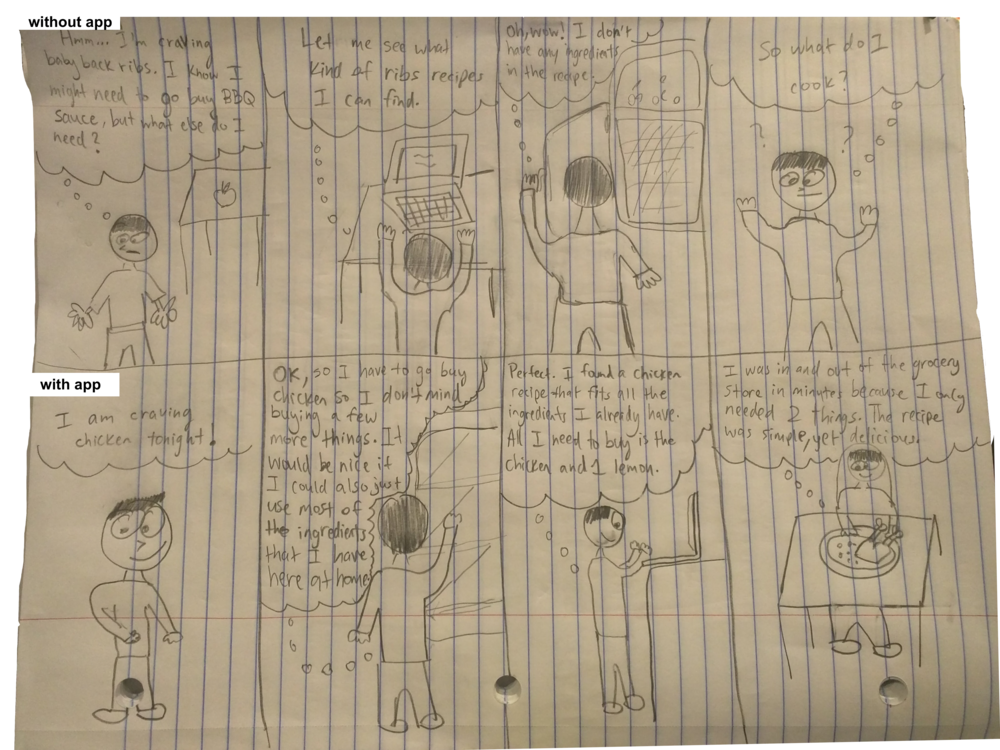 without app
Hmm... I'm craving
baby back ribs. I know I
might need to go buy BBQ
sauce, but what else do I
need?
Let me see what
kind of ribs recipes
I can find.
Oh, wow! I don't
have any ingredients
in the recipe.
So what do I
cook?
? ?
with app
I am craving
chicken tonight.
OK, so I have to go buy
chicken so I don't mind
buying a few
more things. It
would be nice if
I could also just
use most of
the ingredients
that I have
here at home
Perfect. I found a chicken
recipe that fits all the
ingredients I already have.
All I need to buy is the
chicken and 1 lemon.
I was in and out of the grocery
store in minutes because I only
needed 2 things. The recipe
was simple, yet delicious.